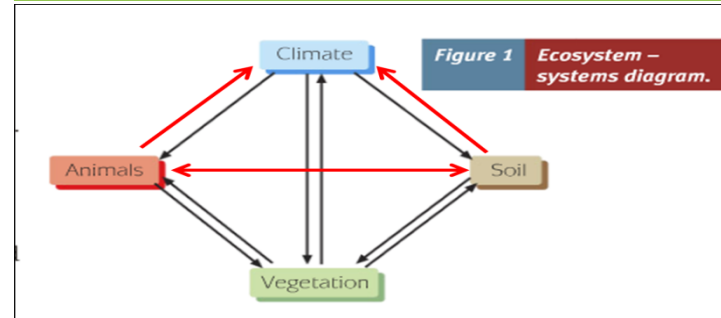 Climate
Figure 1 Ecosystem –
systems diagram.
Animals
Soil
Vegetation